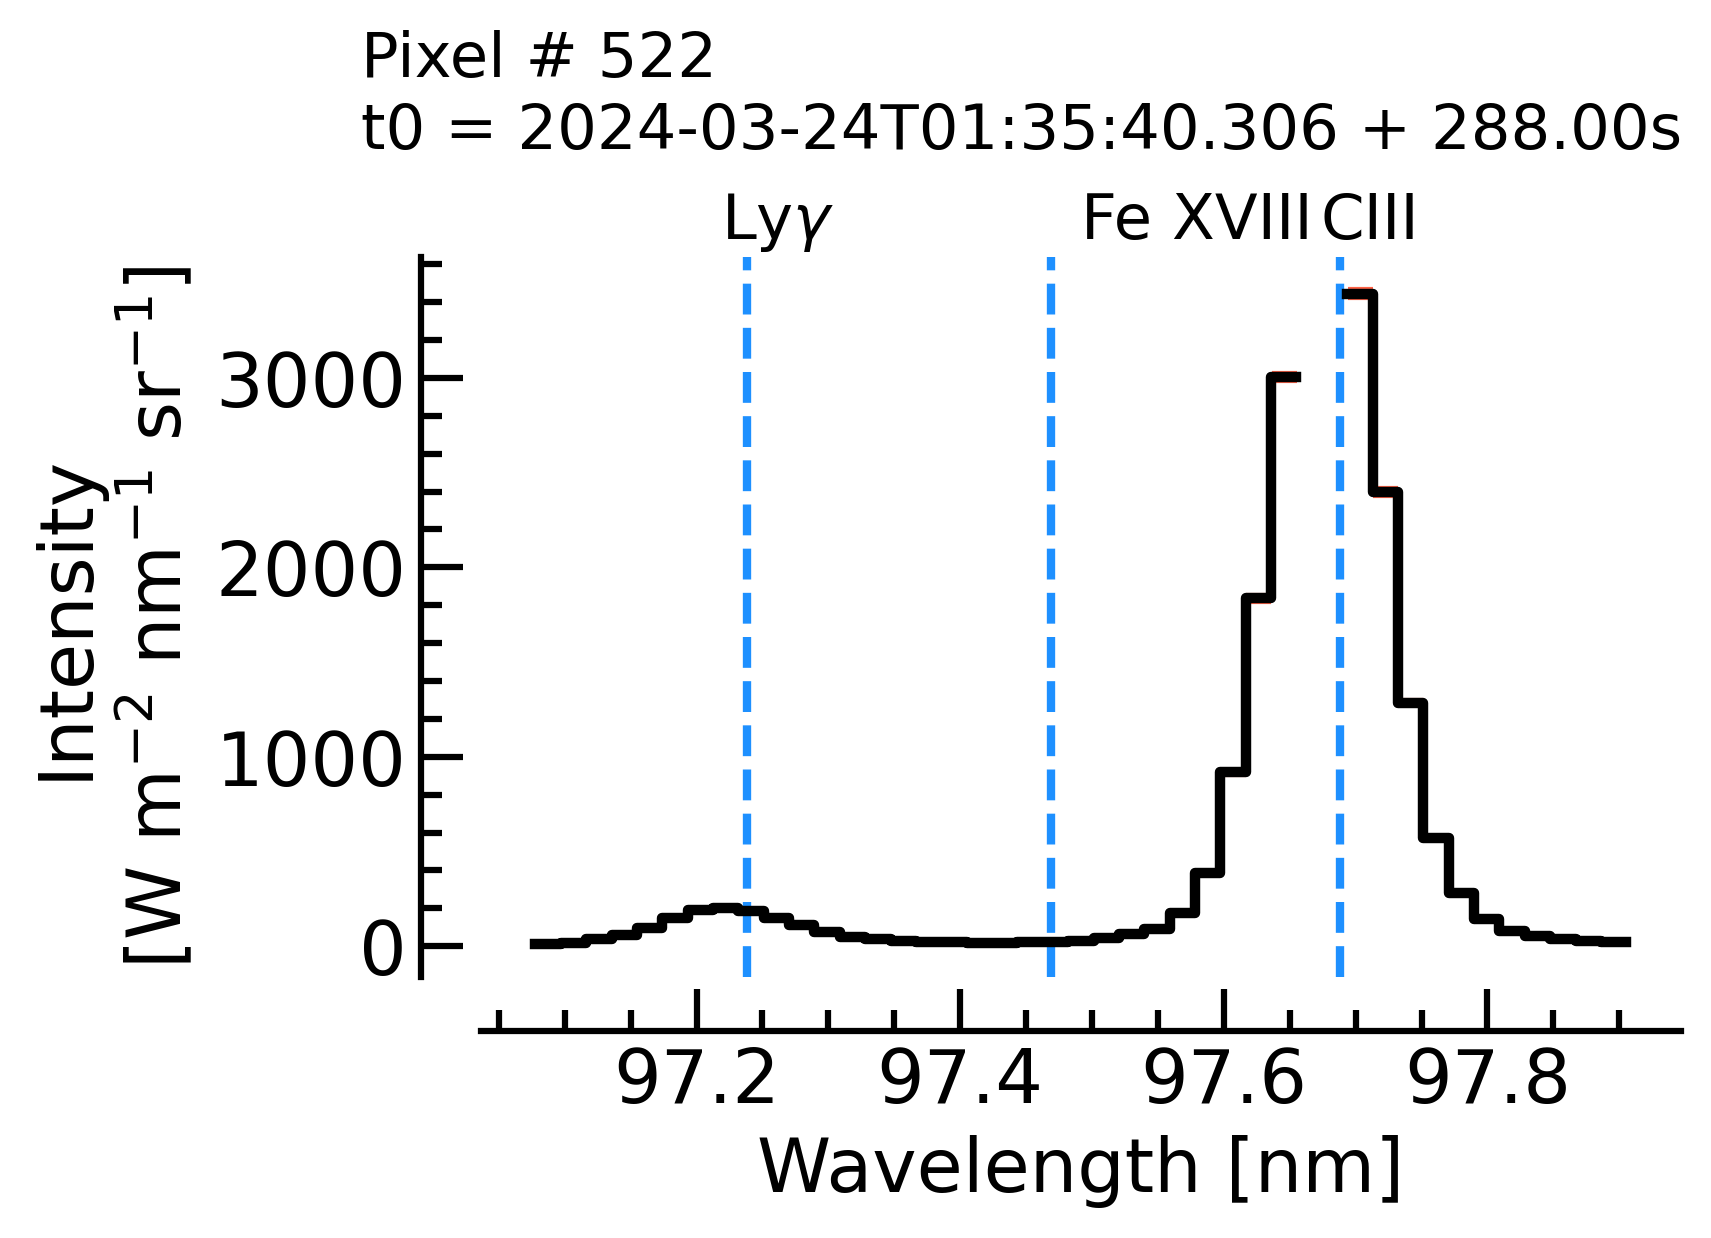 Pixel # 522
t0 = 2024-03-24T01:35:40.306 + 288.00s
Lyγ Fe XVIII CIII
Intensity
[W m⁻² nm⁻¹ sr⁻¹]
3000
2000
1000
0
97.2 97.4 97.6 97.8
Wavelength [nm]